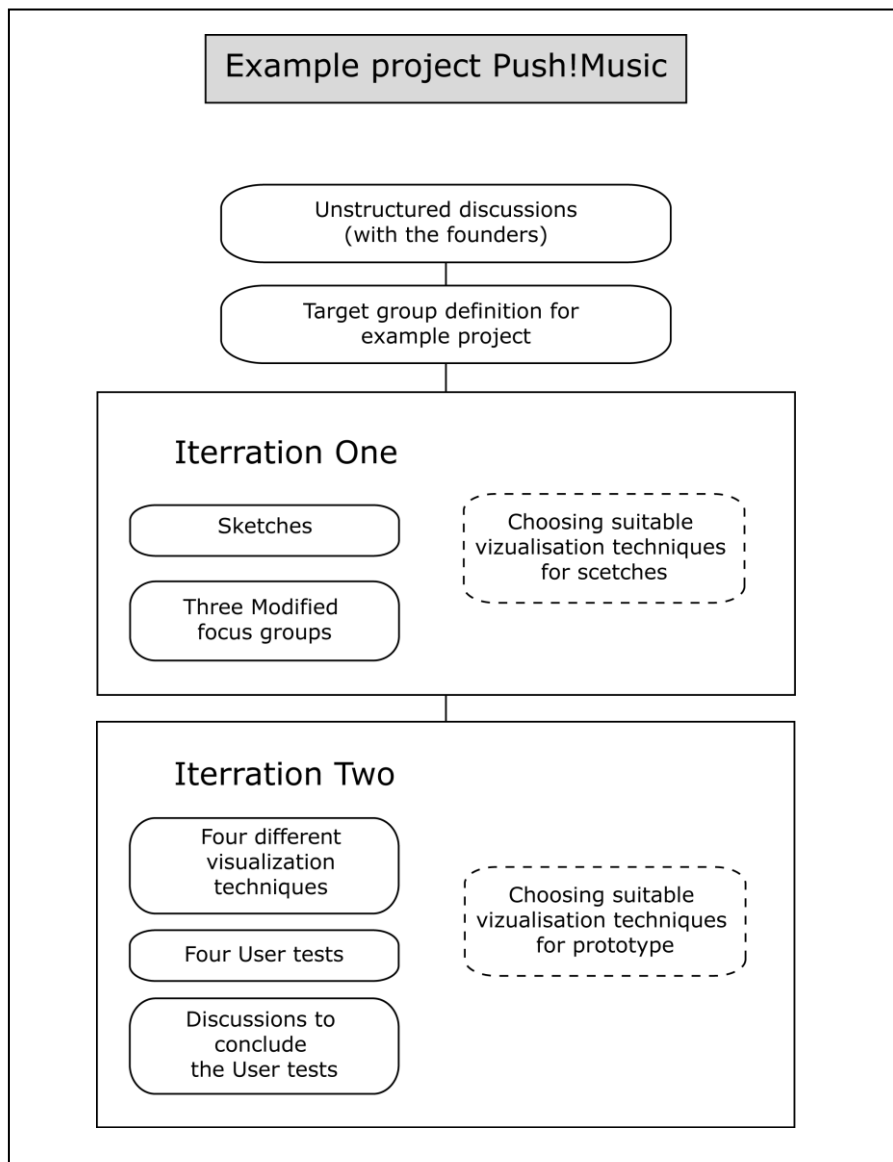 Example project Push!Music
Unstructured discussions
(with the founders)
Target group definition for
example project
Iterration One
Sketches
Three Modified
focus groups
Choosing suitable
vizualisation techniques
for scetches
Iterration Two
Four different
visualization
techniques
Four User tests
Discussions to
conclude
the User tests
Choosing suitable
vizualisation techniques
for prototype